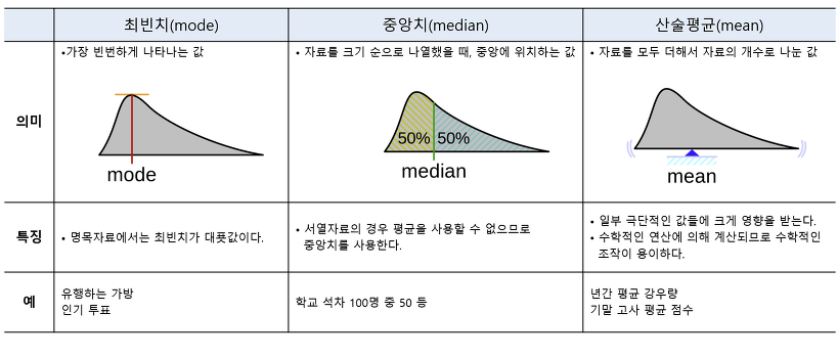 최빈치(mode)
중앙치(median)
산술평균(mean)
의미
•가장 빈번하게 나타나는 값
mode
• 자료를 크기 순으로 나열했을 때, 중앙에 위치하는 값
50% 50%
median
• 자료를 모두 더해서 자료의 개수로 나눈 값
mean
특징
• 명목자료에서는 최빈치가 대푯값이다.
• 서열자료의 경우 평균을 사용할 수 없으므로
중앙치를 사용한다.
• 일부 극단적인 값들에 크게 영향을 받는다.
• 수학적인 연산에 의해 계산되므로 수학적인
조작이 용이하다.
예
유행하는 가방
인기 투표
학교 석차 100명 중 50 등
년간 평균 강우량
기말 고사 평균 점수